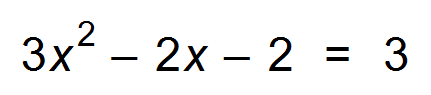 3x² – 2x – 2 = 3